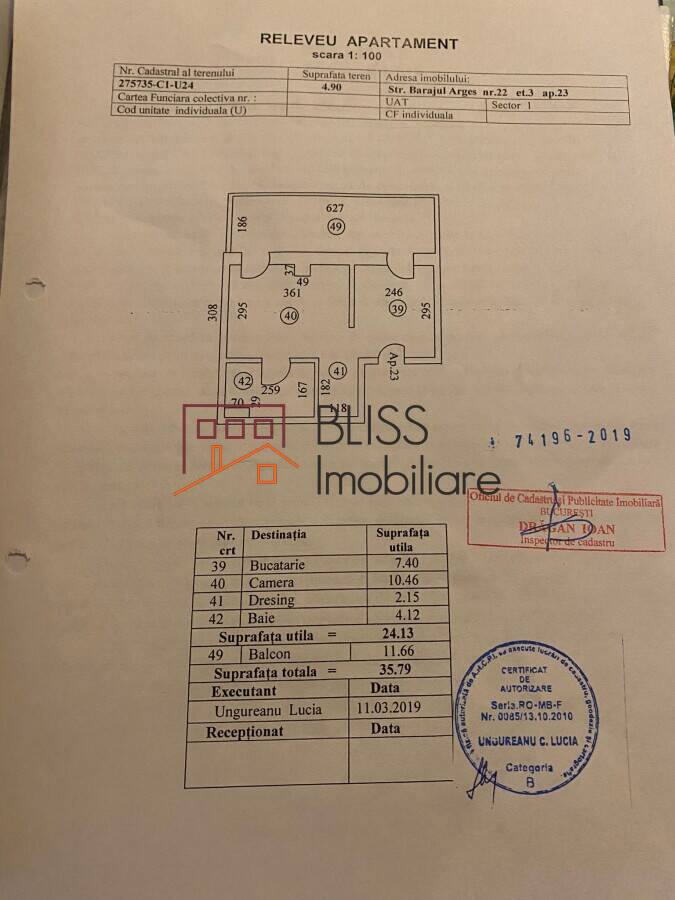 RELEVEU APARTAMENT
scara 1: 100
Nr. Cadastral al terenului
Suprafata teren
Adresa imobilului:
275735-C1-U24
4.90
Str. Barajul Arges nr.22 et.3 ap.23
Cartea Funciara colectiva nr. :
UAT
Sector 1
Cod unitate individuala (U)
CF individuala
627
186
49
37
49
361
246
308
295
40
39
295
42
41
Ap.23
259
167
182
70
29
118
BLISS
Imobiliare
74196-2019
Oficiul de Cadastru și Publicitate Imobiliară
BUCUREȘTI
DRĂGAN IOAN
Inspector de cadastru
Nr. crt
Destinația
Suprafața utila
39 Bucatarie 7.40
40 Camera 10.46
41 Dresing 2.15
42 Baie 4.12
Suprafața utila = 24.13
49 Balcon 11.66
Suprafața totala = 35.79
Executant Data
Ungureanu Lucia 11.03.2019
Recepționat Data
CERTIFICAT
DE
AUTORIZARE
Seria.RO-MB-F
Nr. 0085/13.10.2010
UNGUREANU C. LUCIA
Categoria
B